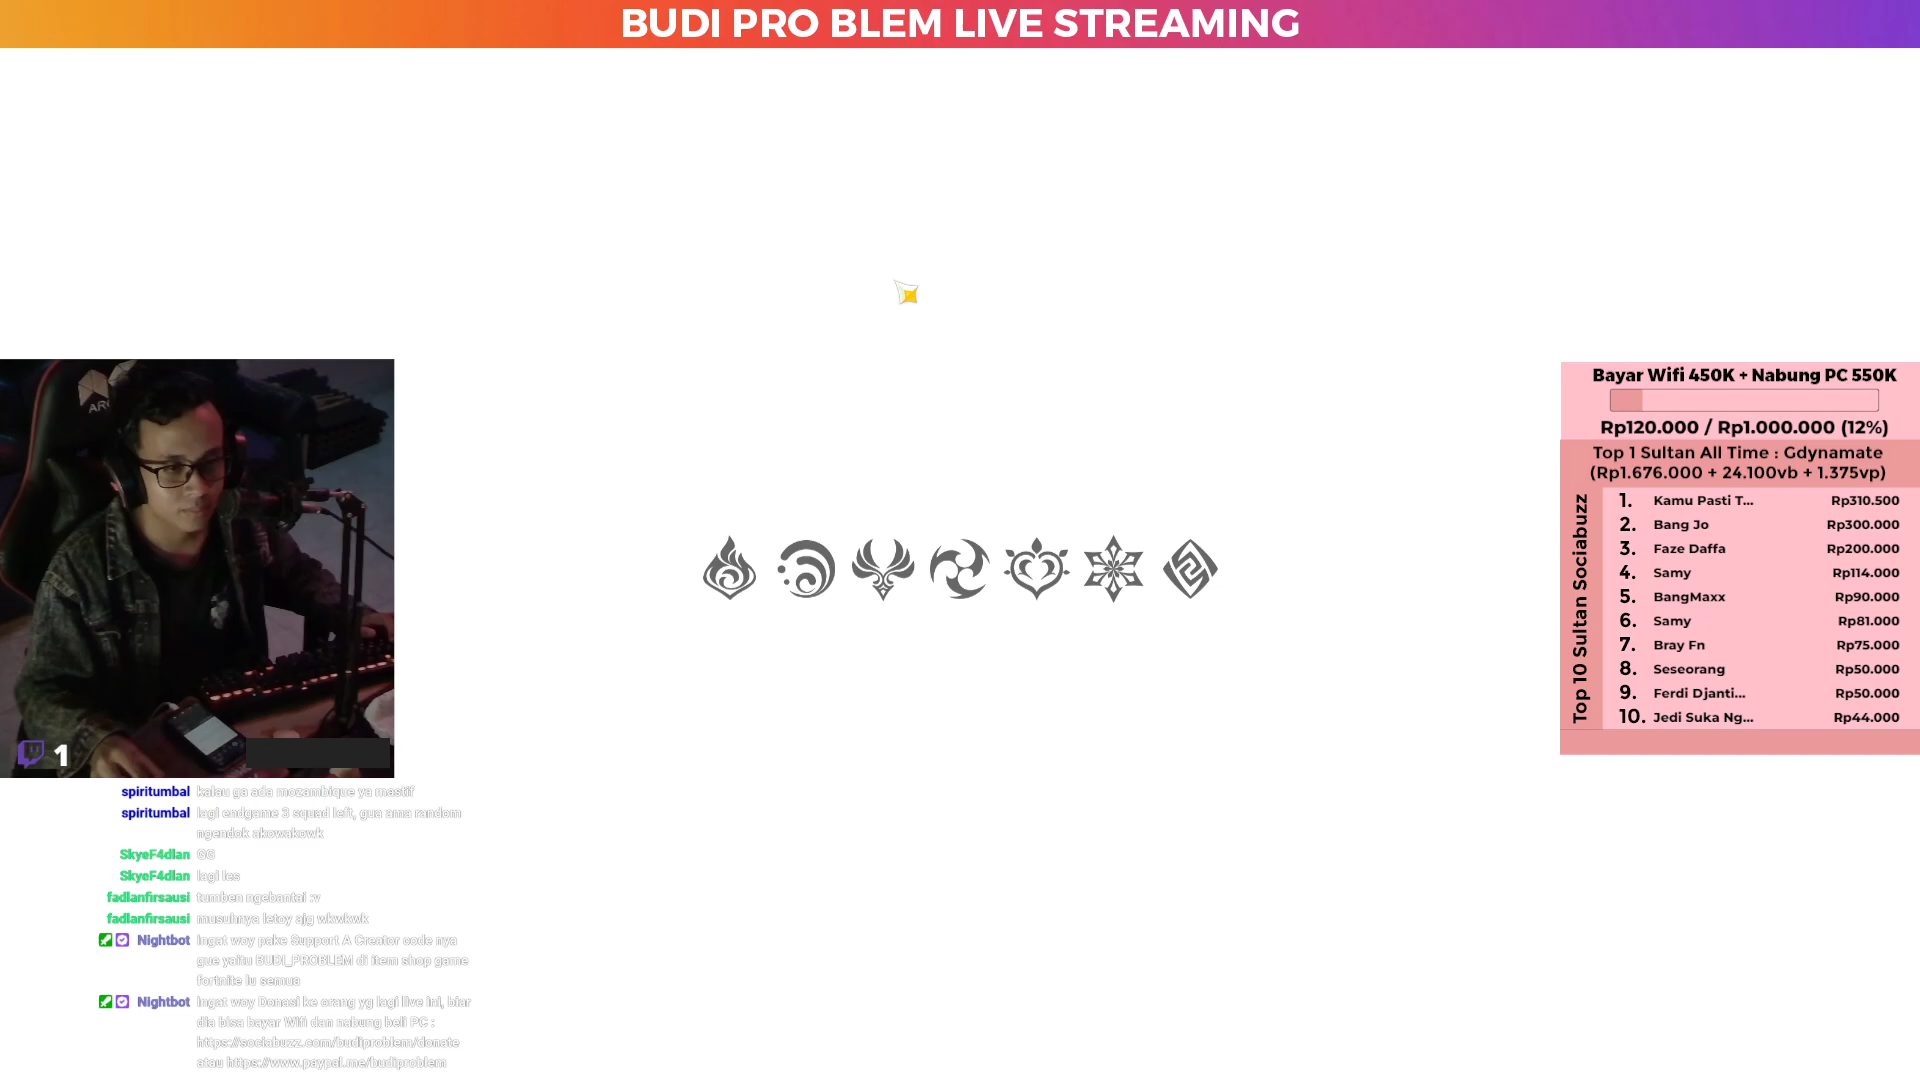 BUDI PRO BLEM LIVE STREAMING
AR
1
spiritumbal kalau ga ada mozambique ya mastif
spiritumbal lagi endgame 3 squad left, gua ama random
ngendok akowakowk
SkyeF4dlan GG
SkyeF4dlan lagi les
fadlanfirsausi tumben ngebantai :v
fadlanfirsausi musuhnya letoy ajg wkwkwk
Nightbot Ingat woy pake Support A Creator code nya
gue yaitu BUDI_PROBLEM di item shop game
fortnite lu semua
Nightbot Ingat woy Donasi ke orang yg lagi live ini, biar
dia bisa bayar Wifi dan nabung beli PC :
https://sociabuzz.com/budiproblem/donate
atau https://www.paypal.me/budiproblem
Bayar Wifi 450K + Nabung PC 550K
Rp120.000 / Rp1.000.000 (12%)
Top 1 Sultan All Time : Gdynamate
(Rp1.676.000 + 24.100vb + 1.375vp)
Top 10 Sultan Sociabuzz
1. Kamu Pasti T... Rp310.500
2. Bang Jo Rp300.000
3. Faze Daffa Rp200.000
4. Samy Rp114.000
5. BangMaxx Rp90.000
6. Samy Rp81.000
7. Bray Fn Rp75.000
8. Seseorang Rp50.000
9. Ferdi Djanti... Rp50.000
10. Jedi Suka Ng... Rp44.000